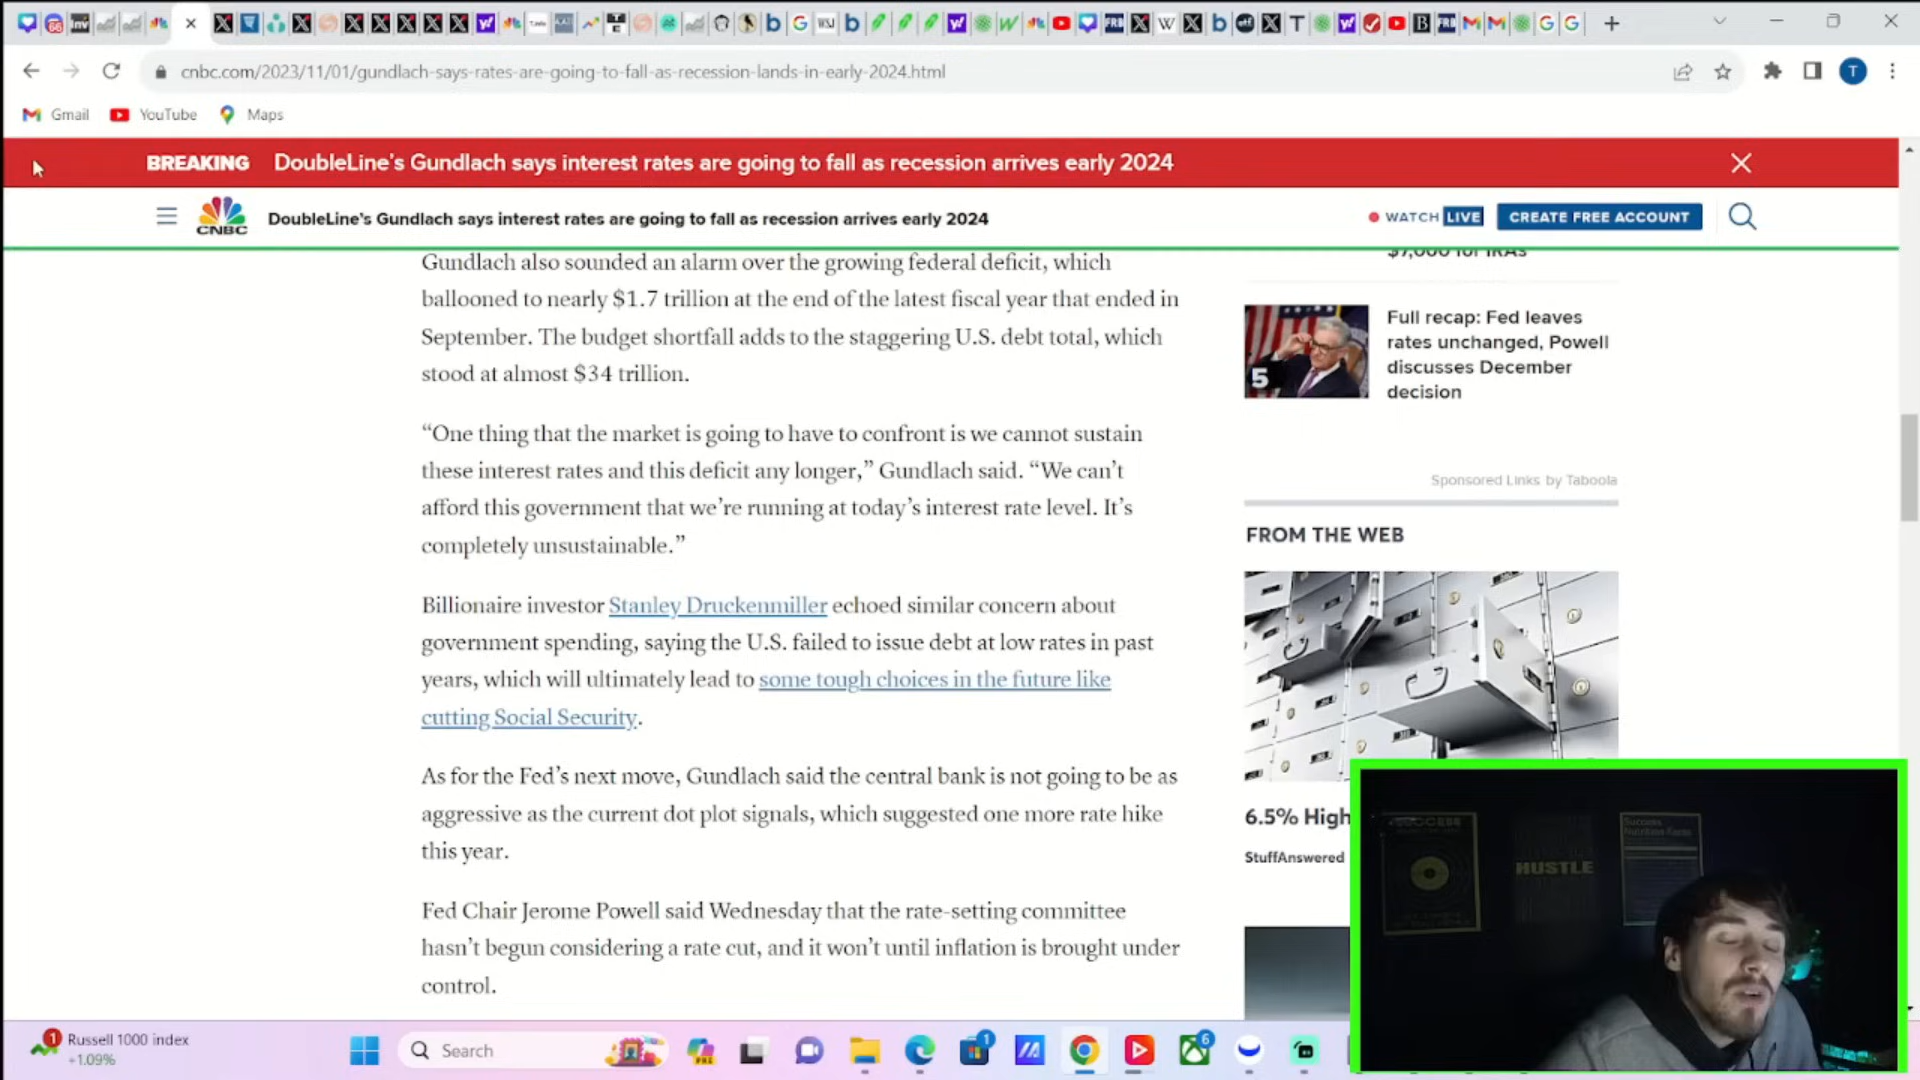 cnbc.com/2023/11/01/gundlach-says-rates-are-going-to-fall-as-recession-lands-in-early-2024.html
T
Gmail
YouTube
Maps
BREAKING DoubleLine's Gundlach says interest rates are going to fall as recession arrives early 2024
CNBC
DoubleLine's Gundlach says interest rates are going to fall as recession arrives early 2024
WATCH LIVE
CREATE FREE ACCOUNT
Gundlach also sounded an alarm over the growing federal deficit, which
ballooned to nearly $1.7 trillion at the end of the latest fiscal year that ended in
September. The budget shortfall adds to the staggering U.S. debt total, which
stood at almost $34 trillion.
“One thing that the market is going to have to confront is we cannot sustain
these interest rates and this deficit any longer,” Gundlach said. “We can’t
afford this government that we’re running at today’s interest rate level. It’s
completely unsustainable.”
Billionaire investor Stanley Druckenmiller echoed similar concern about
government spending, saying the U.S. failed to issue debt at low rates in past
years, which will ultimately lead to some tough choices in the future like
cutting Social Security.
As for the Fed’s next move, Gundlach said the central bank is not going to be as
aggressive as the current dot plot signals, which suggested one more rate hike
this year.
Fed Chair Jerome Powell said Wednesday that the rate-setting committee
hasn’t begun considering a rate cut, and it won’t until inflation is brought under
control.
$7,000 for IRAs
5
Full recap: Fed leaves
rates unchanged, Powell
discusses December
decision
Sponsored Links by Taboola
FROM THE WEB
6.5% High
StuffAnswered
SUCCESS
HUSTLE
Success
Nutrition Facts
1
Russell 1000 index
+1.09%
Search
PRE
1
6